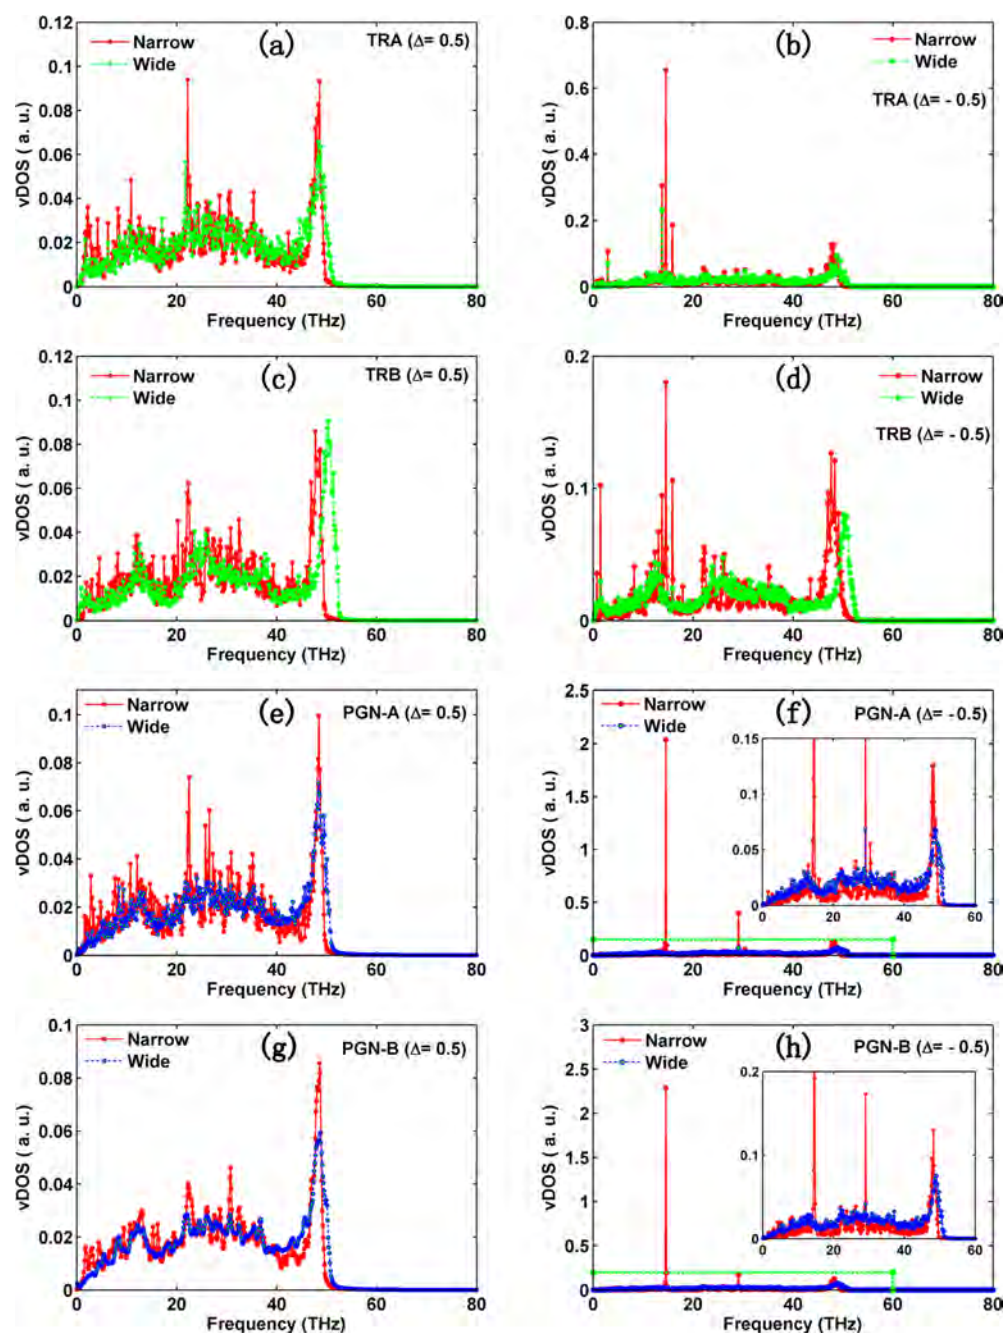 (a)
TRA (Δ= 0.5)
Narrow
Wide
vDOS ( a. u. )
0.12
0.1
0.08
0.06
0.04
0.02
0
0 20 40 60 80
Frequency (THz)
(b)
Narrow
Wide
TRA (Δ= - 0.5)
vDOS ( a. u. )
0.8
0.6
0.4
0.2
0
0 20 40 60 80
Frequency (THz)
(c)
TRB (Δ= 0.5)
Narrow
Wide
vDOS ( a. u. )
0.12
0.1
0.08
0.06
0.04
0.02
0
0 20 40 60 80
Frequency (THz)
(d)
Narrow
Wide
TRB (Δ= - 0.5)
vDOS ( a. u. )
0.2
0.1
0
0 20 40 60 80
Frequency (THz)
(e)
PGN-A (Δ= 0.5)
Narrow
Wide
vDOS ( a. u. )
0.1
0.08
0.06
0.04
0.02
0
0 20 40 60 80
Frequency (THz)
(f)
PGN-A (Δ= - 0.5)
Narrow
Wide
vDOS ( a. u. )
2.5
2
1.5
1
0.5
0
0 20 40 60 80
Frequency (THz)
0.15
0.1
0.05
0
0 20 40 60
(g)
PGN-B (Δ= 0.5)
Narrow
Wide
vDOS ( a. u. )
0.1
0.08
0.06
0.04
0.02
0
0 20 40 60 80
Frequency (THz)
(h)
PGN-B (Δ= - 0.5)
Narrow
Wide
vDOS ( a. u. )
3
2.5
2
1.5
1
0.5
0
0 20 40 60 80
Frequency (THz)
0.2
0.1
0
0 20 40 60